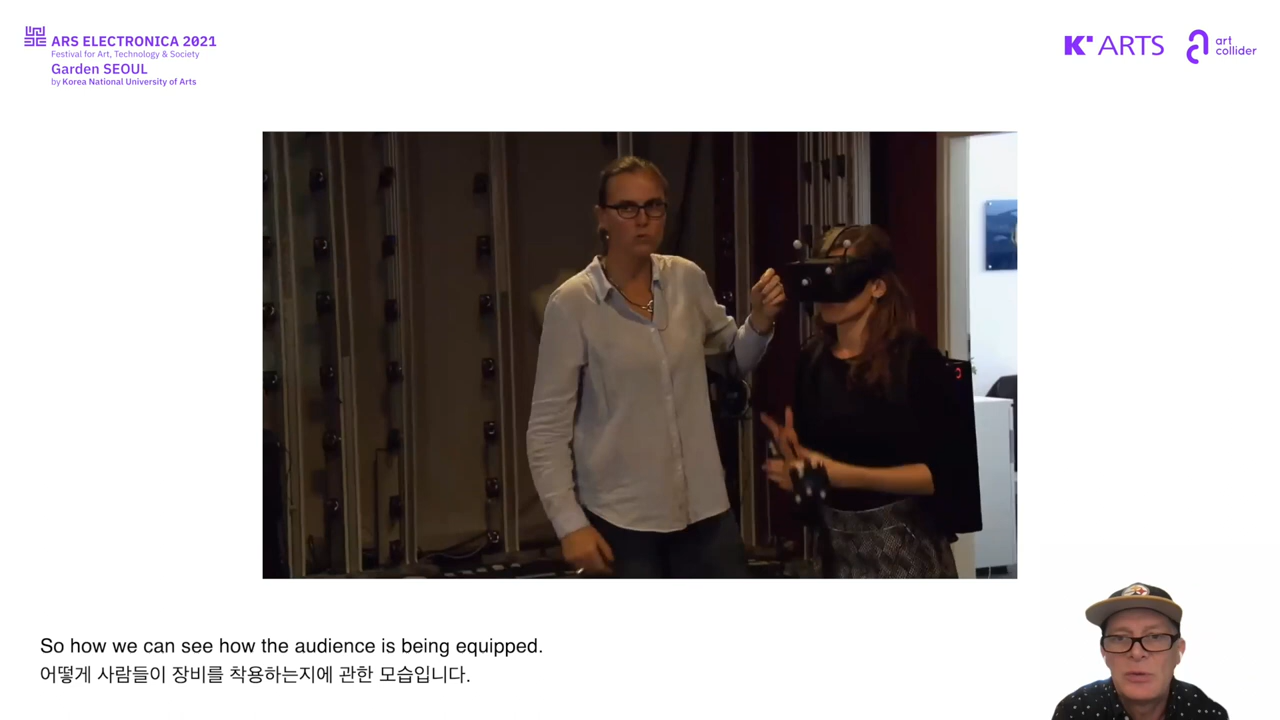 ARS ELECTRONICA 2021
Festival for Art, Technology & Society
Garden SEOUL
by Korea National University of Arts
K'ARTS
art
collider
So how we can see how the audience is being equipped.
어떻게 사람들이 장비를 착용하는지에 관한 모습입니다.